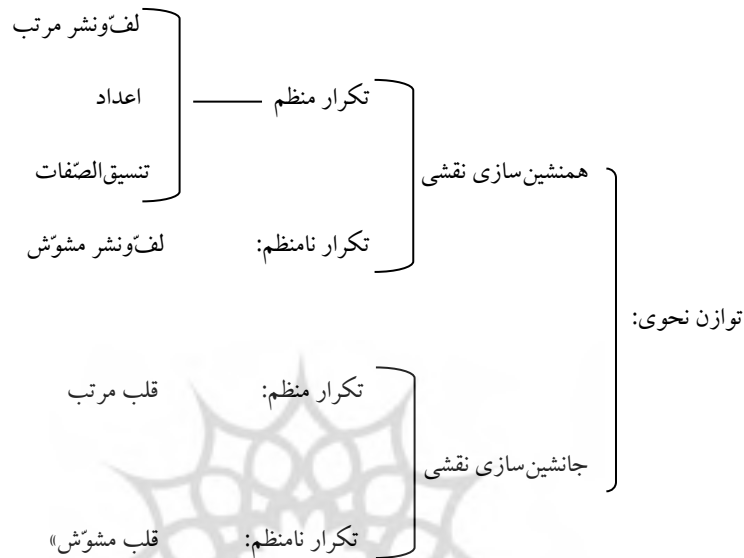 لفّ‌ونشر مرتب
تکرار منظم اعداد
همنشین‌سازی نقشی تنسیق‌الصّفات
تکرار نامنظم: لفّ‌ونشر مشوّش
توازن نحوی:
تکرار منظم: قلب مرتب
جانشین‌سازی نقشی
تکرار نامنظم: قلب مشوّش»